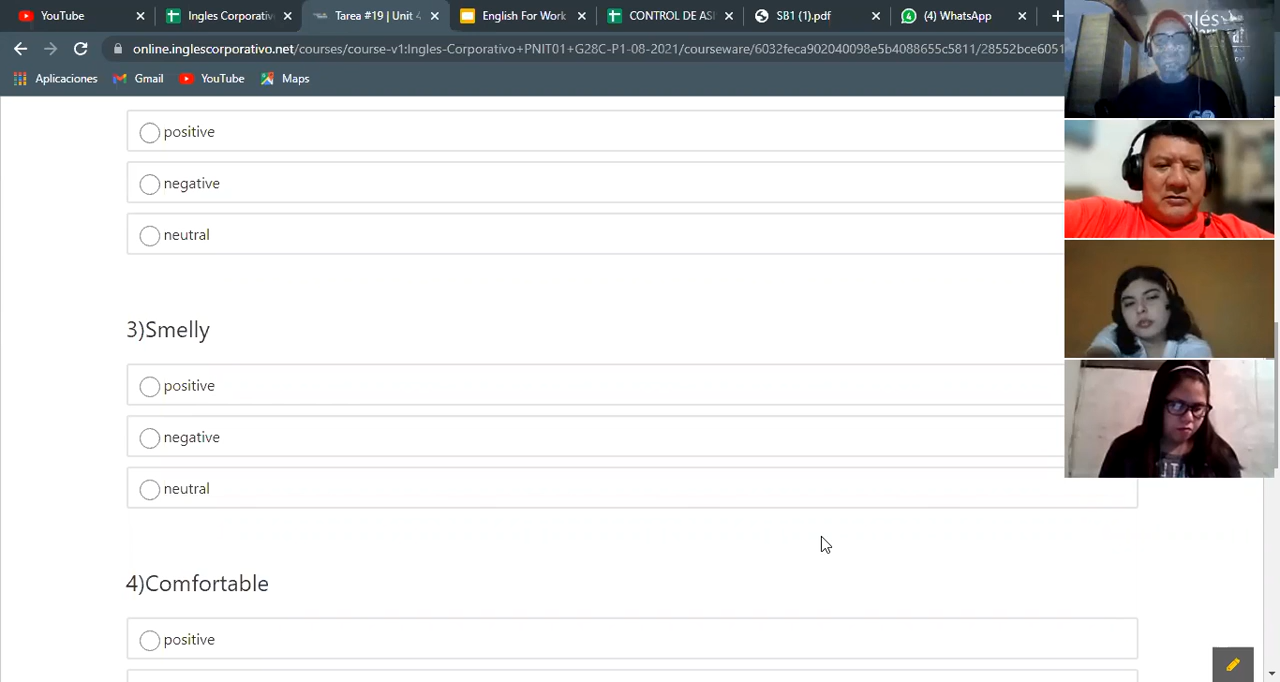 YouTube
Ingles Corporativ
Tarea #19 | Unit 4
English For Work
CONTROL DE ASI
SB1 (1).pdf
(4) WhatsApp
online.inglescorporativo.net/courses/course-v1:Ingles-Corporativo+PNIT01+G28C-P1-08-2021/courseware/6032feca902040098e5b4088655c5811/28552bce6051
Aplicaciones
Gmail
YouTube
Maps
positive
negative
neutral
3)Smelly
positive
negative
neutral
4)Comfortable
positive